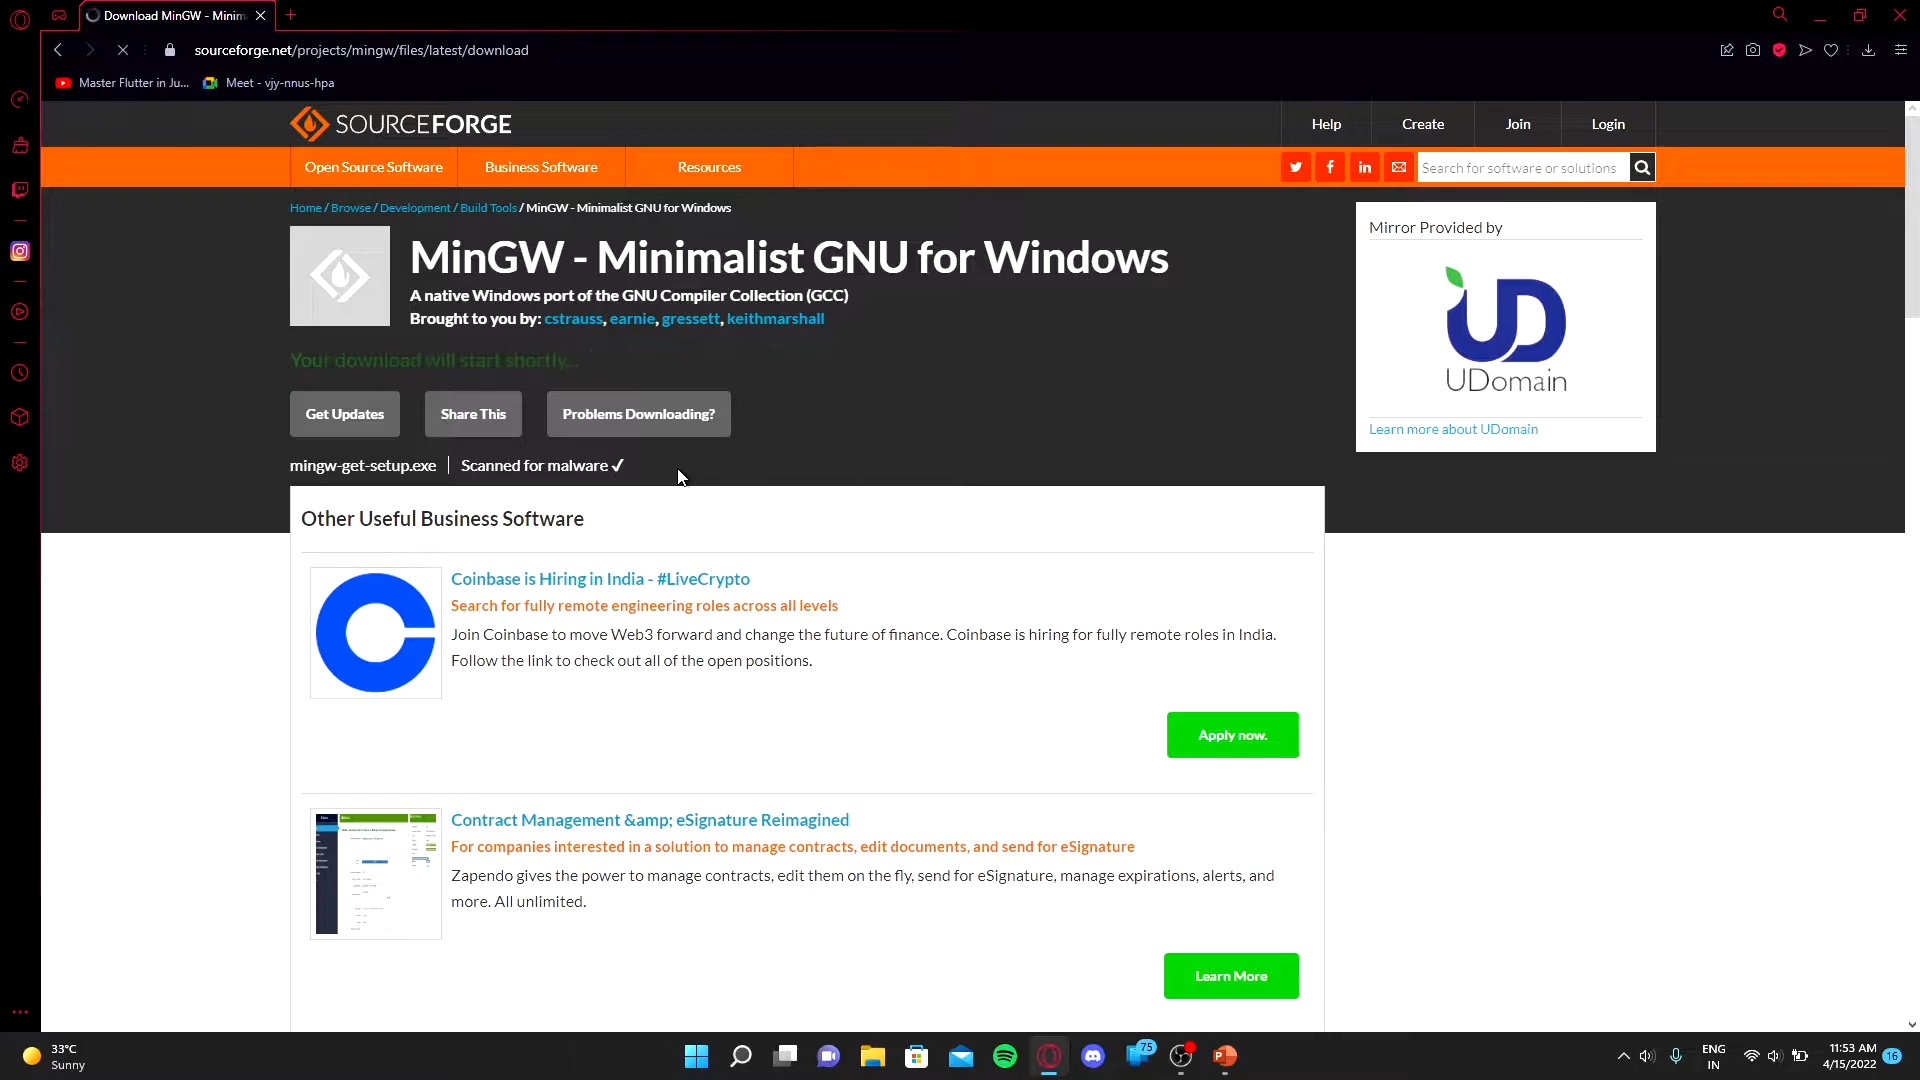 Download MinGW - Minim
sourceforge.net/projects/mingw/files/latest/download
Master Flutter in Ju...
Meet - vjy-nnus-hpa
SOURCEFORGE
Help
Create
Join
Login
Open Source Software
Business Software
Resources
Search for software or solutions
Home / Browse / Development / Build Tools / MinGW - Minimalist GNU for Windows
MinGW - Minimalist GNU for Windows
A native Windows port of the GNU Compiler Collection (GCC)
Brought to you by: cstrauss, earnie, gressett, keithmarshall
Your download will start shortly...
Get Updates
Share This
Problems Downloading?
mingw-get-setup.exe
Scanned for malware ✓
Mirror Provided by
UD
UDomain
Learn more about UDomain
Other Useful Business Software
Coinbase is Hiring in India - #LiveCrypto
Search for fully remote engineering roles across all levels
Join Coinbase to move Web3 forward and change the future of finance. Coinbase is hiring for fully remote roles in India.
Follow the link to check out all of the open positions.
Apply now.
Contract Management &amp; eSignature Reimagined
For companies interested in a solution to manage contracts, edit documents, and send for eSignature
Zapendo gives the power to manage contracts, edit them on the fly, send for eSignature, manage expirations, alerts, and
more. All unlimited.
Learn More
33°C
Sunny
75
ENG
IN
11:53 AM
4/15/2022
16